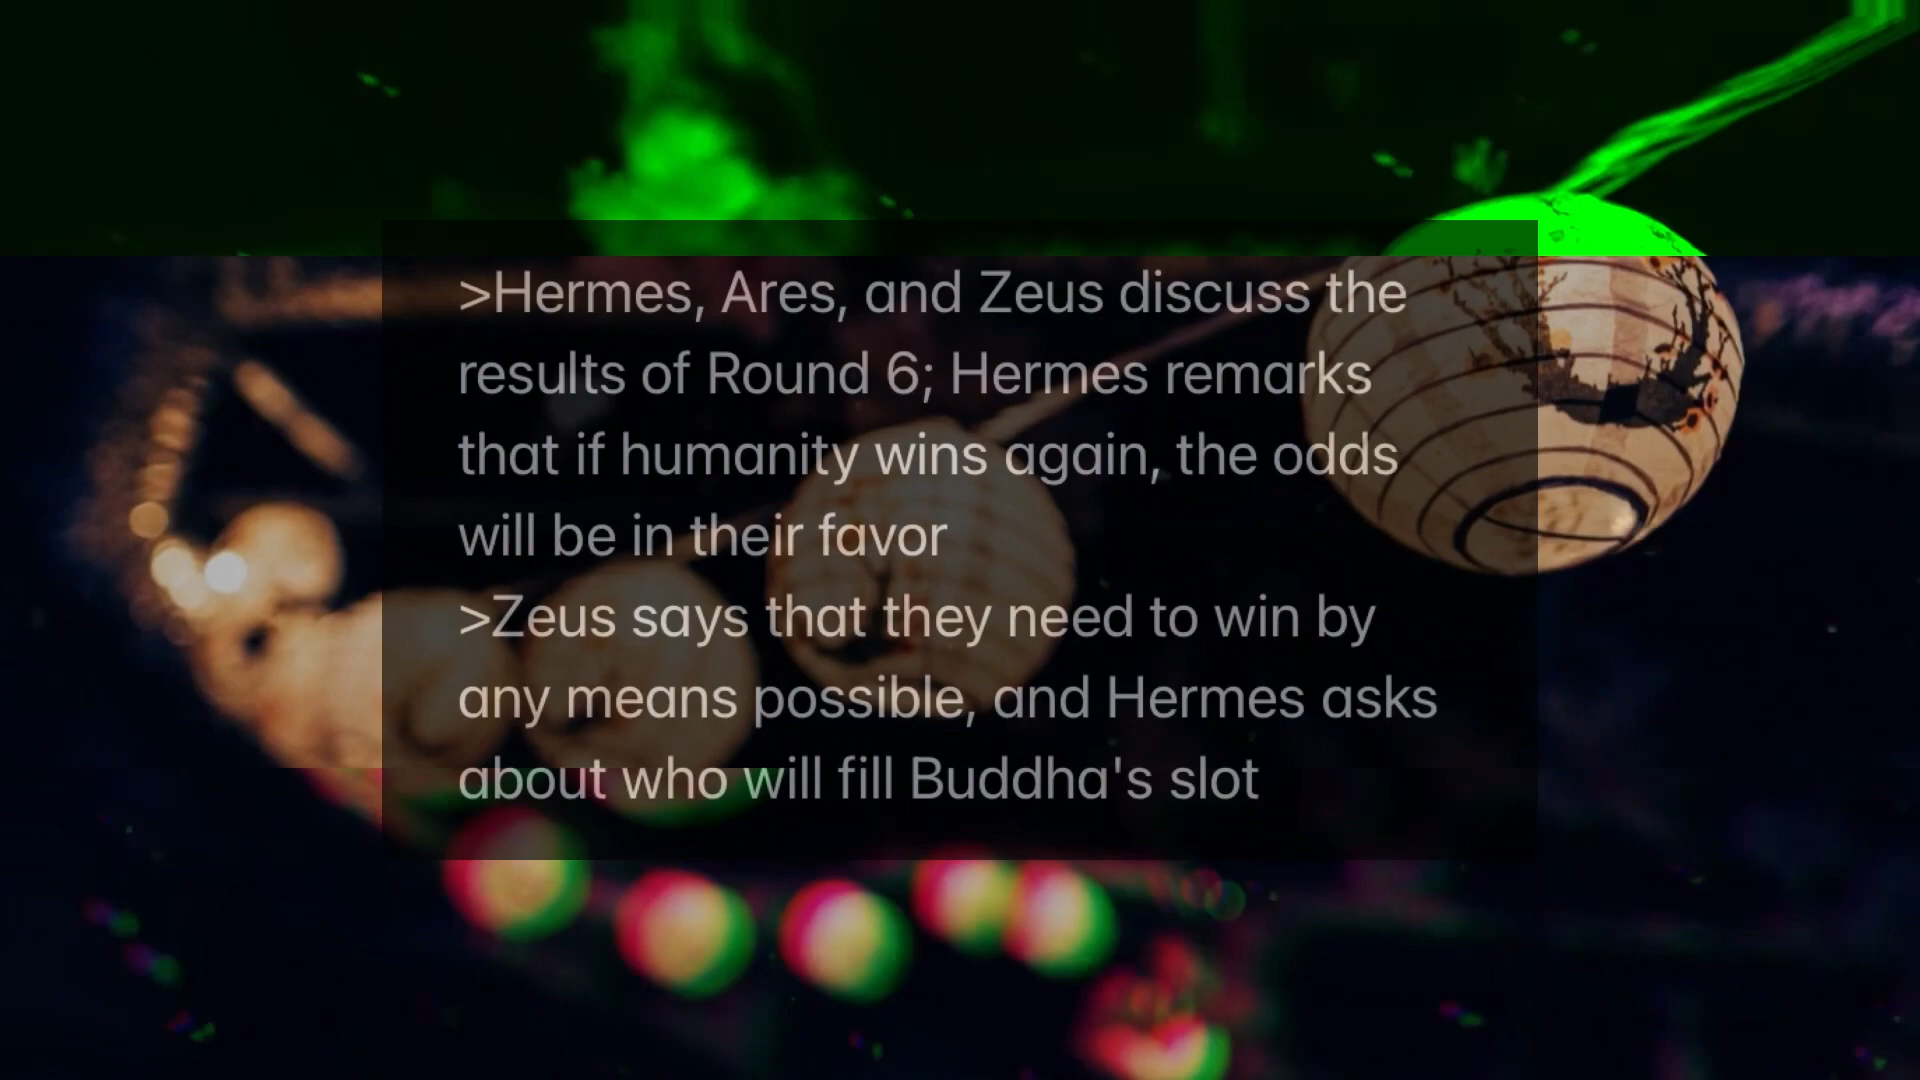 >Hermes, Ares, and Zeus discuss the
results of Round 6; Hermes remarks
that if humanity wins again, the odds
will be in their favor
>Zeus says that they need to win by
any means possible, and Hermes asks
about who will fill Buddha's slot